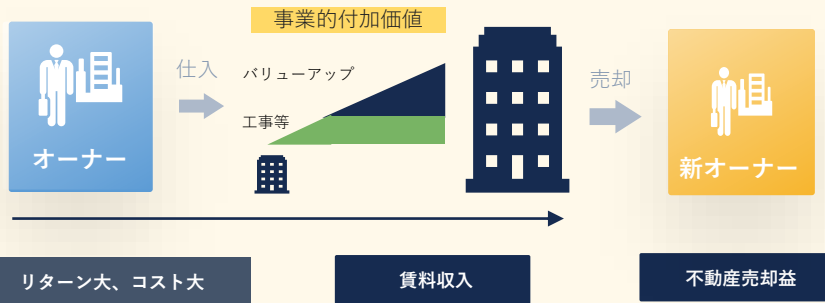 事業的付加価値
仕入
バリューアップ
売却
工事等
オーナー
新オーナー
リターン大、コスト大
賃料収入
不動産売却益